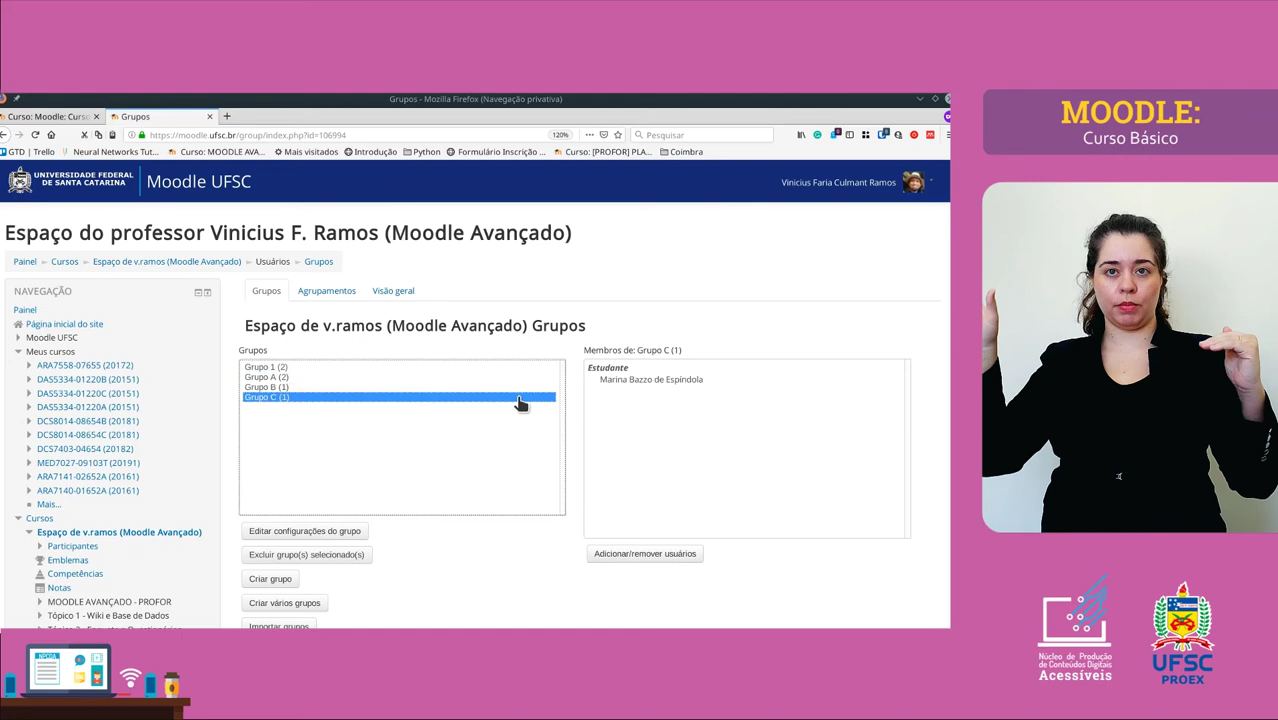 Grupos - Mozilla Firefox (Navegação privativa)
Curso: Moodle: Curs
Grupos
https://moodle.ufsc.br/group/index.php?id=106994
120%
Pesquisar
GTD | Trello
Neural Networks Tut...
Curso: MOODLE AVA...
Mais visitados
Introdução
Python
Formulário Inscrição ...
Curso: [PROFOR] PLA...
Coimbra
UNIVERSIDADE FEDERAL
DE SANTA CATARINA
Moodle UFSC
Vinicius Faria Culmant Ramos
Espaço do professor Vinicius F. Ramos (Moodle Avançado)
Painel
Cursos
Espaço de v.ramos (Moodle Avançado)
Usuários
Grupos
NAVEGAÇÃO
Painel
Página inicial do site
Moodle UFSC
Meus cursos
ARA7558-07655 (20172)
DAS5334-01220B (20151)
DAS5334-01220C (20151)
DAS5334-01220A (20151)
DCS8014-08654B (20181)
DCS8014-08654C (20181)
DCS7403-04654 (20182)
MED7027-09103T (20191)
ARA7141-02652A (20161)
ARA7140-01652A (20161)
Mais...
Cursos
Espaço de v.ramos (Moodle Avançado)
Participantes
Emblemas
Competências
Notas
MOODLE AVANÇADO - PROFOR
Tópico 1 - Wiki e Base de Dados
Grupos
Agrupamentos
Visão geral
Espaço de v.ramos (Moodle Avançado) Grupos
Grupos
Grupo 1 (2)
Grupo A (2)
Grupo B (1)
Grupo C (1)
Editar configurações do grupo
Excluir grupo(s) selecionado(s)
Criar grupo
Criar vários grupos
Importar grupos
Membros de: Grupo C (1)
Estudante
Marina Bazzo de Espíndola
Adicionar/remover usuários
MOODLE:
Curso Básico
Núcleo de Produção
de Conteúdos Digitais
Acessíveis
UFSC
PROEX
NPCDA